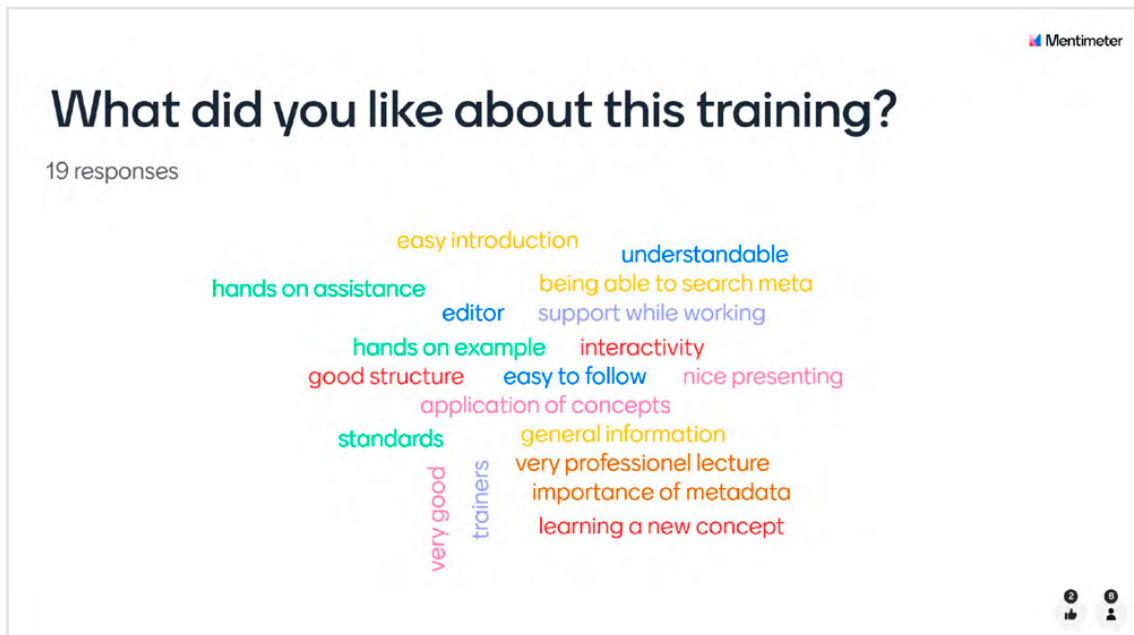 Mentimeter
What did you like about this training?
19 responses
easy introduction
understandable
hands on assistance
being able to search meta
editor
support while working
hands on example
interactivity
good structure
easy to follow
nice presenting
application of concepts
standards
general information
very good
trainers
very professionel lecture
importance of metadata
learning a new concept
2
8